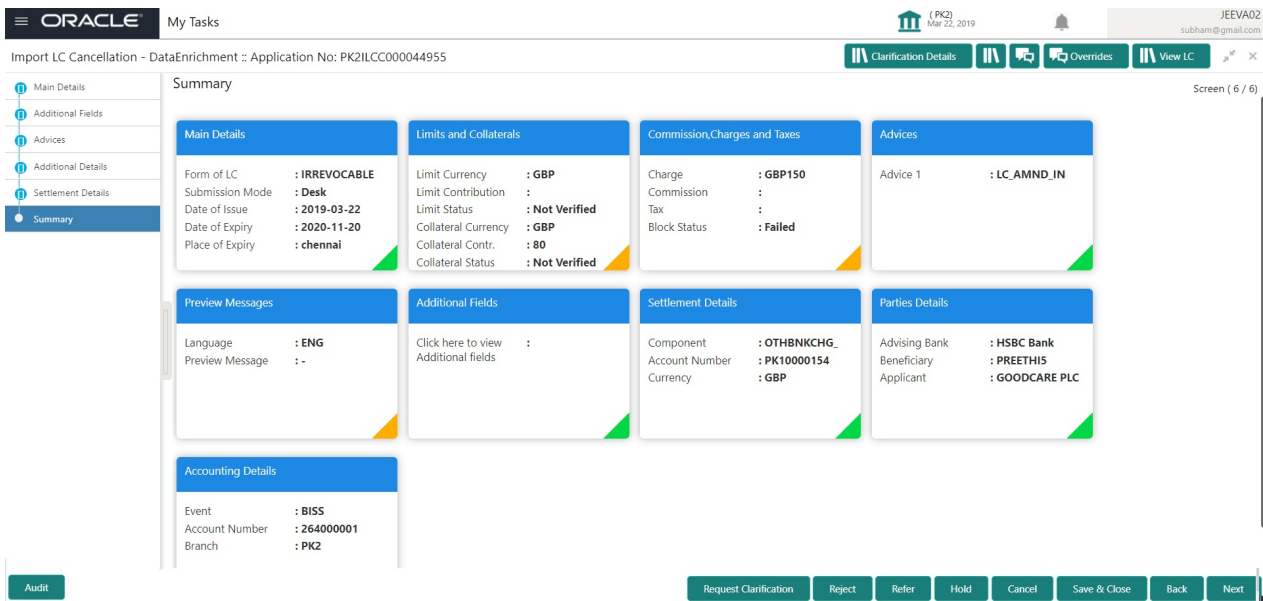 ORACLE
My Tasks
( PK2)
Mar 22, 2019
JEEVA02
subham@gmail.com
Import LC Cancellation - DataEnrichment :: Application No: PK2ILCC000044955
Clarification Details
Overrides
View LC
Main Details
Additional Fields
Advices
Additional Details
Settlement Details
Summary
Summary
Screen ( 6 / 6)
Main Details
Form of LC : IRREVOCABLE
Submission Mode : Desk
Date of Issue : 2019-03-22
Date of Expiry : 2020-11-20
Place of Expiry : chennai
Limits and Collaterals
Limit Currency : GBP
Limit Contribution :
Limit Status : Not Verified
Collateral Currency : GBP
Collateral Contr. : 80
Collateral Status : Not Verified
Commission,Charges and Taxes
Charge : GBP150
Commission :
Tax :
Block Status : Failed
Advices
Advice 1 : LC_AMND_IN
Preview Messages
Language : ENG
Preview Message : -
Additional Fields
Click here to view :
Additional fields
Settlement Details
Component : OTHBNKCHG_
Account Number : PK10000154
Currency : GBP
Parties Details
Advising Bank : HSBC Bank
Beneficiary : PREETHI5
Applicant : GOODCARE PLC
Accounting Details
Event : BISS
Account Number : 264000001
Branch : PK2
Audit
Request Clarification
Reject
Refer
Hold
Cancel
Save & Close
Back
Next